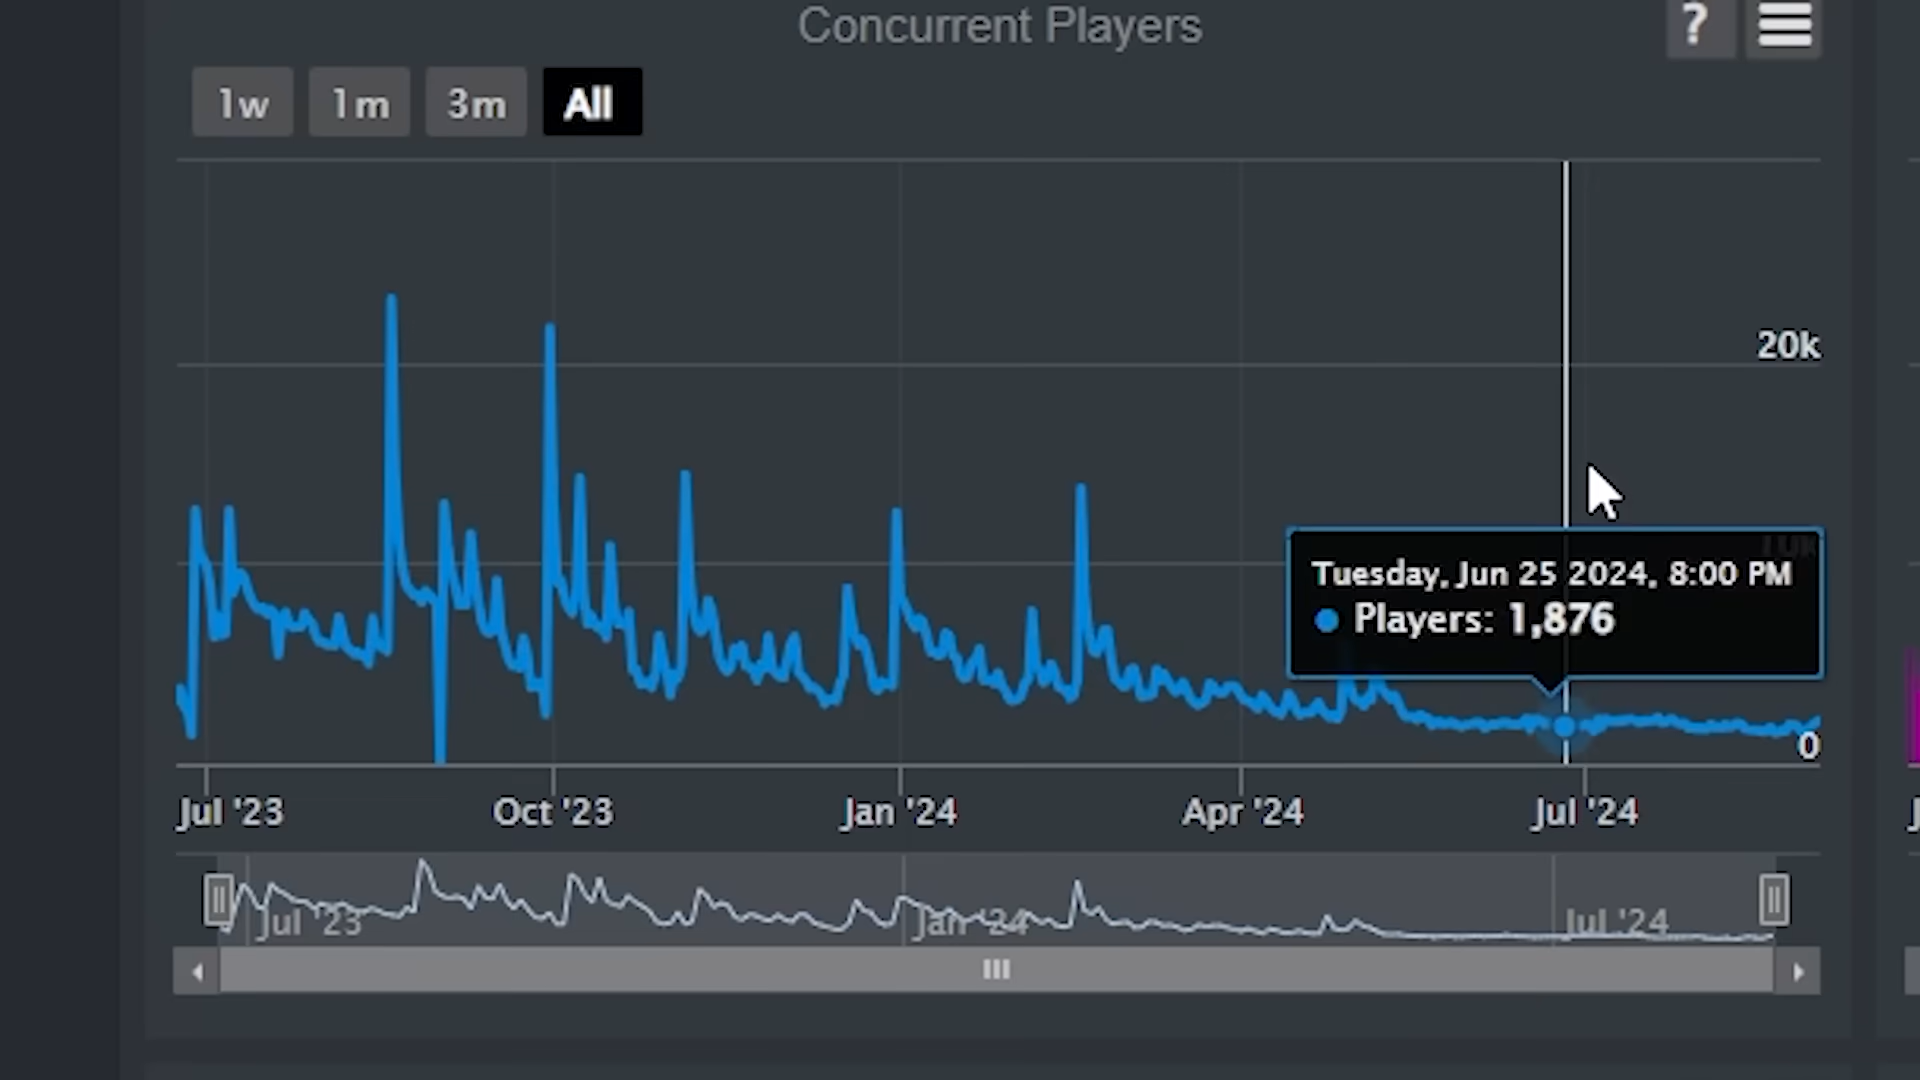 Concurrent Players
?
1w 1m 3m All
20k
10k
Tuesday, Jun 25 2024, 8:00 PM
Players: 1,876
0
Jul '23 Oct '23 Jan '24 Apr '24 Jul '24
Jul '23 Jan '24 Jul '24